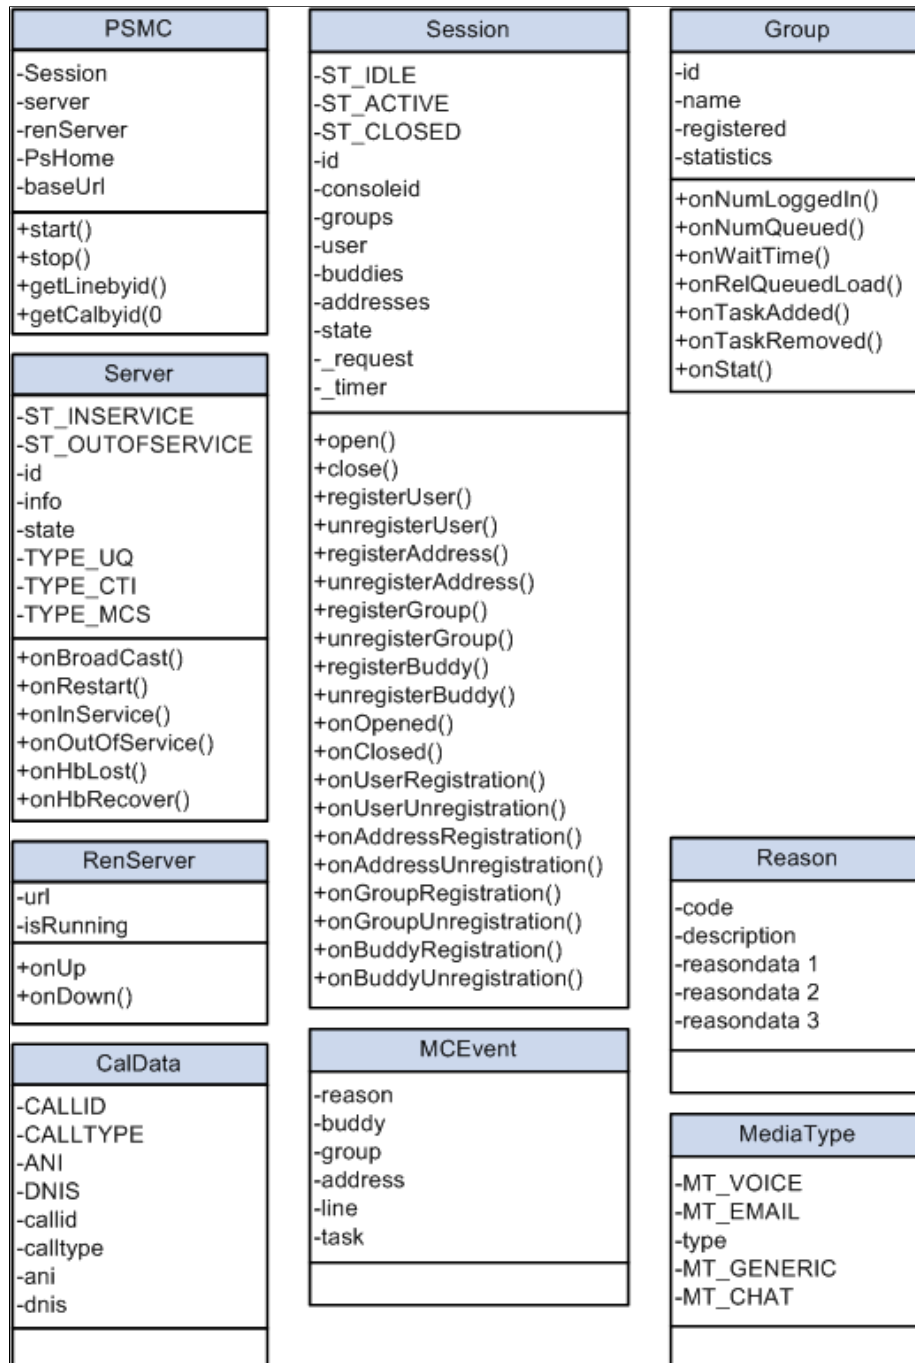 PSMC
-Session
-server
-renServer
-PsHome
-baseUrl
+start()
+stop()
+getLinebyid()
+getCalbyid(0
Server
-ST_INSERVICE
-ST_OUTOFSERVICE
-id
-info
-state
-TYPE_UQ
-TYPE_CTI
-TYPE_MCS
+onBroadCast()
+onRestart()
+onInService()
+onOutOfService()
+onHbLost()
+onHbRecover()
RenServer
-url
-isRunning
+onUp
+onDown()
CalData
-CALLID
-CALLTYPE
-ANI
-DNIS
-callid
-calltype
-ani
-dnis
Session
-ST_IDLE
-ST_ACTIVE
-ST_CLOSED
-id
-consoleid
-groups
-user
-buddies
-addresses
-state
-_request
-_timer
+open()
+close()
+registerUser()
+unregisterUser()
+registerAddress()
+unregisterAddress()
+registerGroup()
+unregisterGroup()
+registerBuddy()
+unregisterBuddy()
+onOpened()
+onClosed()
+onUserRegistration()
+onUserUnregistration()
+onAddressRegistration()
+onAddressUnregistration()
+onGroupRegistration()
+onGroupUnregistration()
+onBuddyRegistration()
+onBuddyUnregistration()
MCEvent
-reason
-buddy
-group
-address
-line
-task
Group
-id
-name
-registered
-statistics
+onNumLoggedIn()
+onNumQueued()
+onWaitTime()
+onRelQueuedLoad()
+onTaskAdded()
+onTaskRemoved()
+onStat()
Reason
-code
-description
-reasondata 1
-reasondata 2
-reasondata 3
MediaType
-MT_VOICE
-MT_EMAIL
-type
-MT_GENERIC
-MT_CHAT